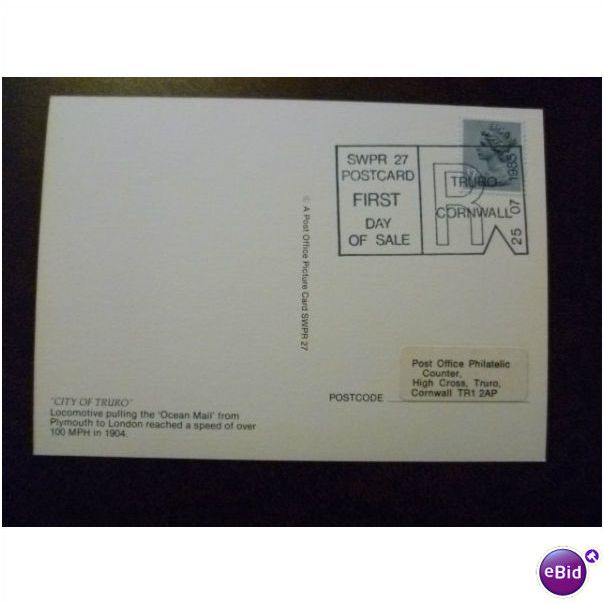 SWPR 27
POSTCARD
FIRST
DAY
OF SALE
R
TRURO
CORNWALL
25 07 1985
© A Post Office Picture Card SWPR 27
Post Office Philatelic
Counter,
High Cross, Truro,
Cornwall TR1 2AP
POSTCODE
"CITY OF TRURO"
Locomotive pulling the 'Ocean Mail' from
Plymouth to London reached a speed of over
100 MPH in 1904.
eBid